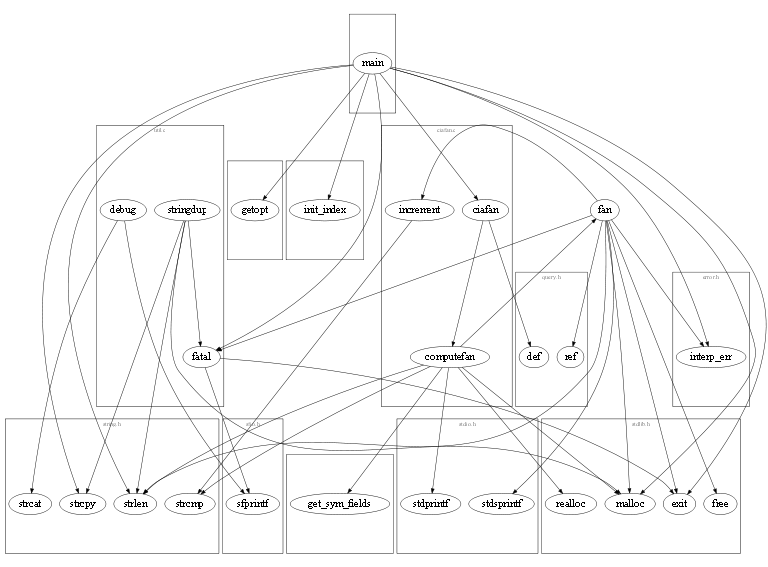 main
util.c
ciafan.c
debug
stringdup
getopt
init_index
increment
ciafan
fan
query.h
error.h
fatal
computefan
def
ref
interp_err
string.h
sfio.h
stdio.h
stdlib.h
strcat
strcpy
strlen
strcmp
sfprintf
get_sym_fields
stdprintf
stdsprintf
realloc
malloc
exit
free